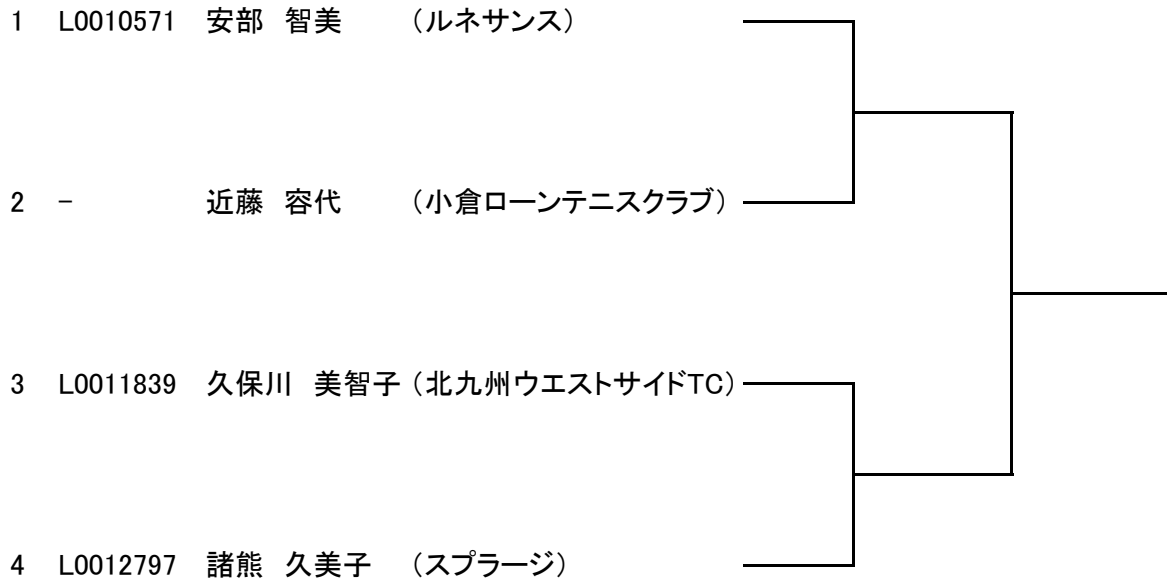 1 L0010571 安部 智美 （ルネサンス）
2 - 近藤 容代 （小倉ローンテニスクラブ）
3 L0011839 久保川 美智子 （北九州ウエストサイドTC）
4 L0012797 諸熊 久美子 （スプラージ）